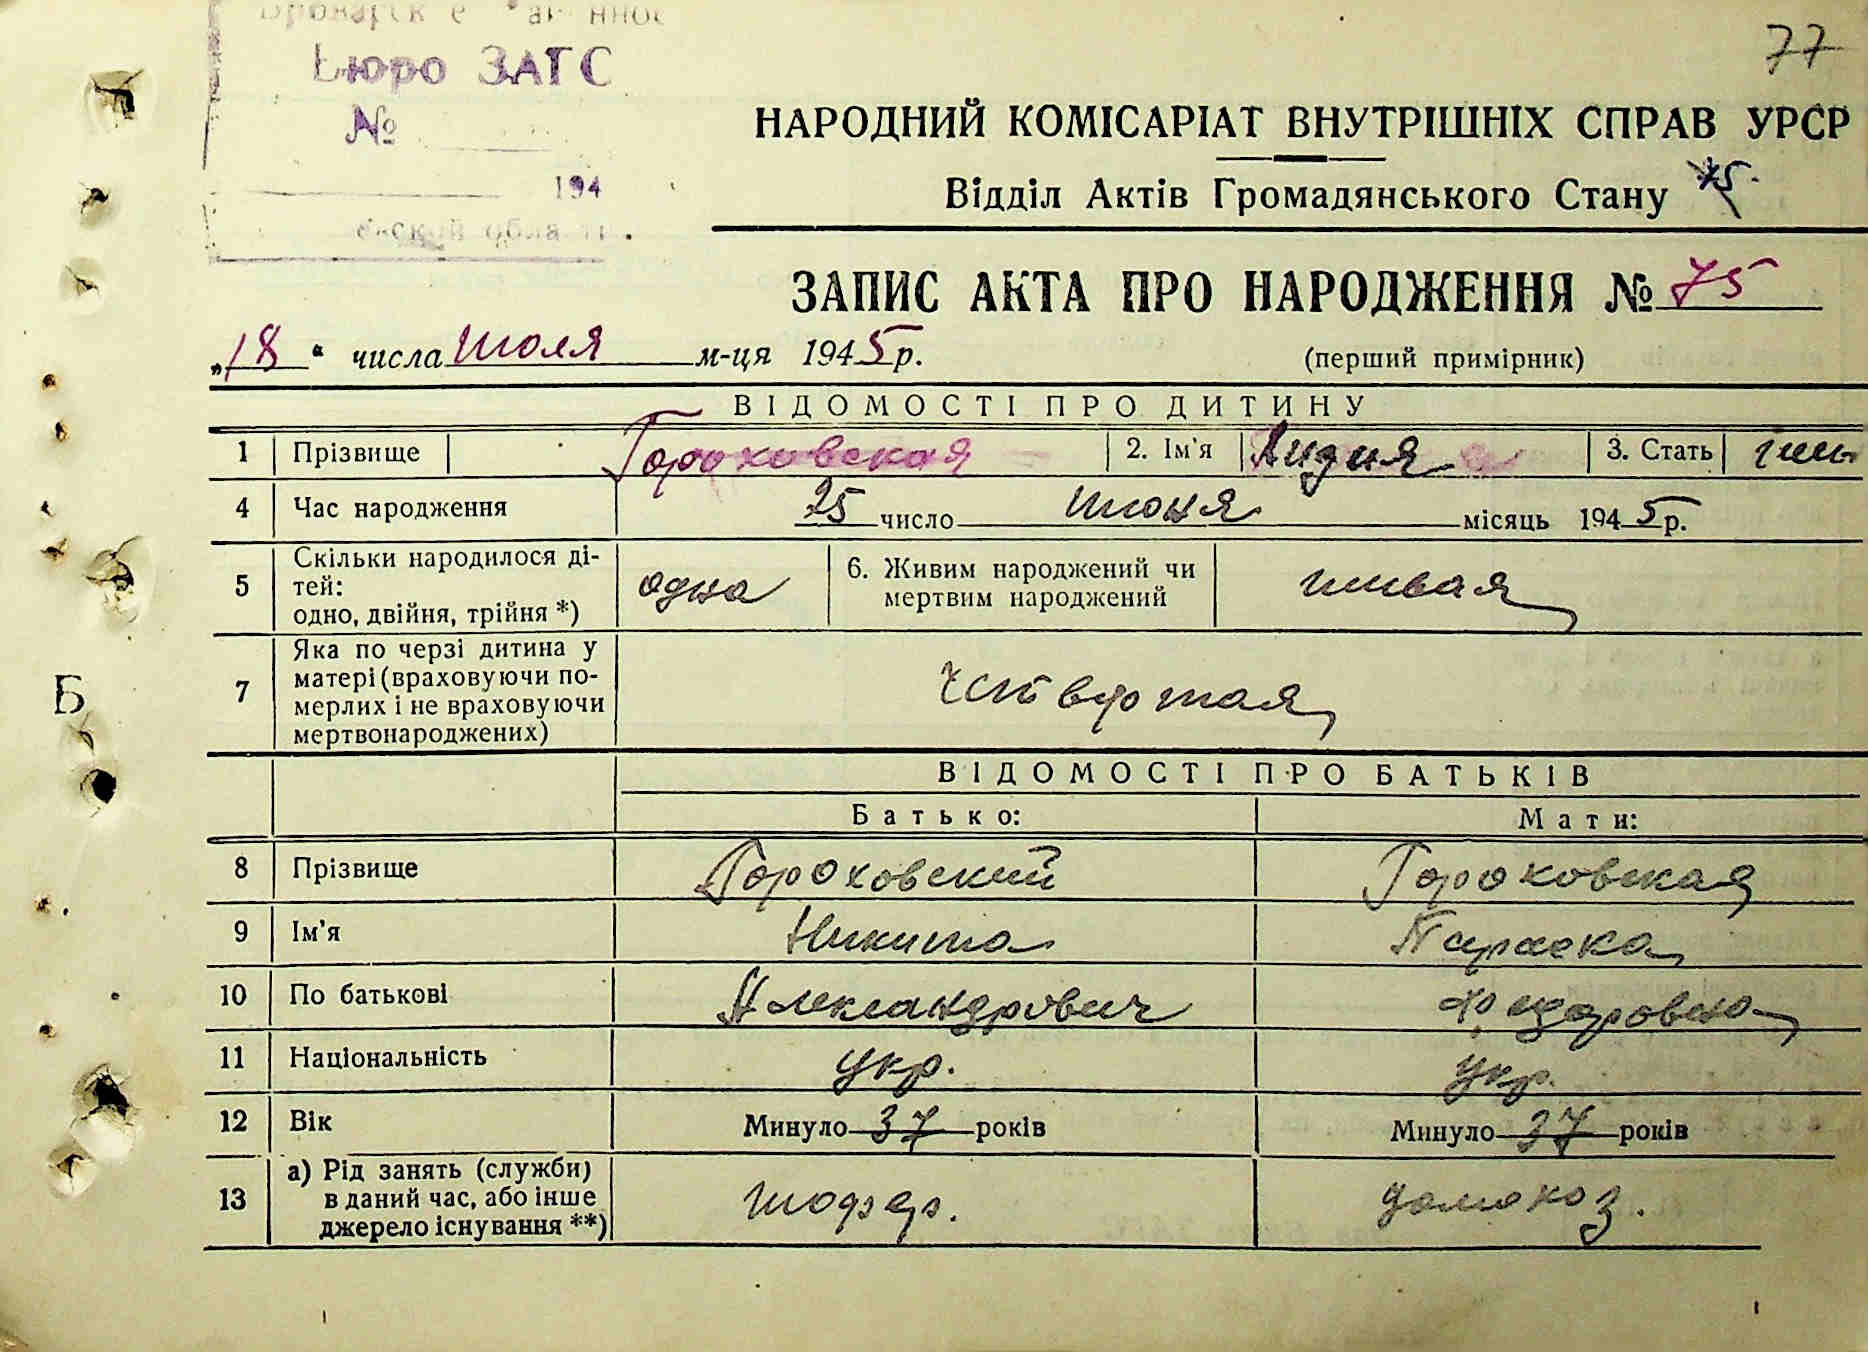 77
Бюро ЗАГС
№
194
НАРОДНИЙ КОМІСАРІАТ ВНУТРІШНІХ СПРАВ УРСР
Відділ Актів Громадянського Стану 75
ЗАПИС АКТА ПРО НАРОДЖЕННЯ № 75
„18“ числа июля м-ця 1945 р. (перший примірник)
ВІДОМОСТІ ПРО ДИТИНУ
1 Прізвище Гороховская 2. Ім'я Лидия 3. Стать
4 Час народження 25 число июня місяць 1945 р.
5 Скільки народилося ді-
тей:
одно, двійня, трійня *) одна 6. Живим народжений чи
мертвим народжений живая
7 Яка по черзі дитина у
матері (враховуючи по-
мерлих і не враховуючи
мертвонароджених) четвертая
ВІДОМОСТІ ПРО БАТЬКІВ
Батько: Мати:
8 Прізвище Гороховский Гороховская
9 Ім'я Никита Параска
10 По батькові Александрович Федоровна
11 Національність укр. укр.
12 Вік Минуло 37 років Минуло 37 років
13 а) Рід занять (служби)
в даний час, або інше
джерело існування **) шофер. домохоз.
Б